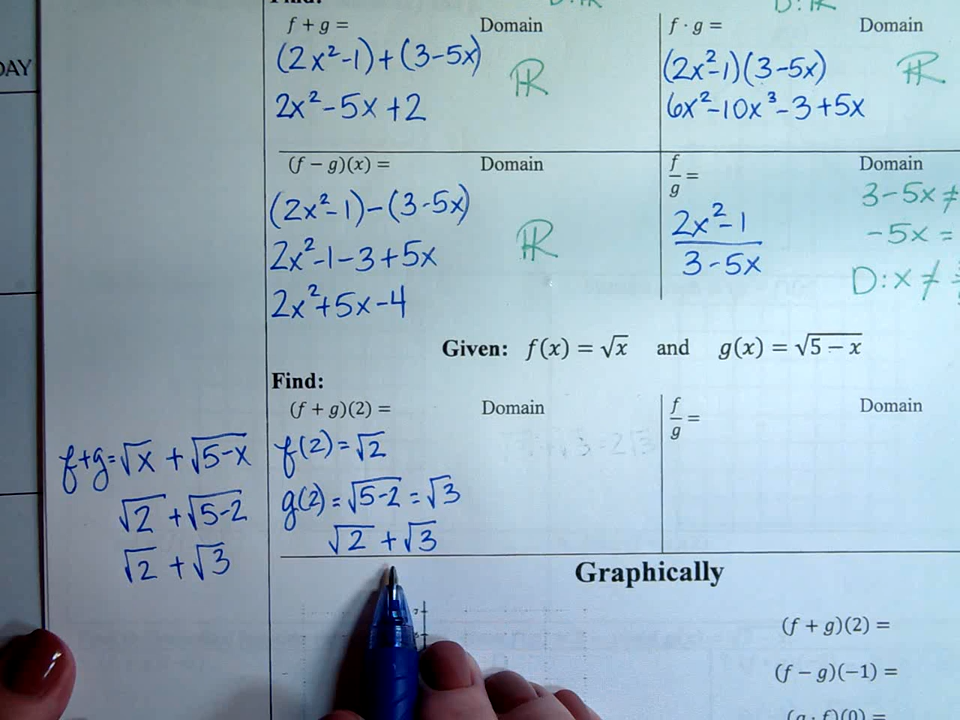 Find:
D: ℝ
D: ℝ
DAY
f + g = Domain
(2x²-1)+(3-5x) ℝ
2x²-5x+2
f · g = Domain
(2x²-1)(3-5x) ℝ
6x²-10x³-3+5x
(f − g)(x) = Domain
(2x²-1)-(3-5x)
2x²-1-3+5x ℝ
2x²+5x-4
f/g = Domain
(2x²-1)/(3-5x)
3-5x≠
-5x=
D: x≠
Given: f(x) = √x and g(x) = √(5 − x)
Find:
(f + g)(2) = Domain
f(2)=√2
g(2)=√(5-2)=√3
√2+√3
f+g=√x+√(5-x)
√2+√(5-2)
√2+√3
f/g = Domain
Graphically
7
(f + g)(2) =
(f − g)(−1) =
(g · f)(0) =